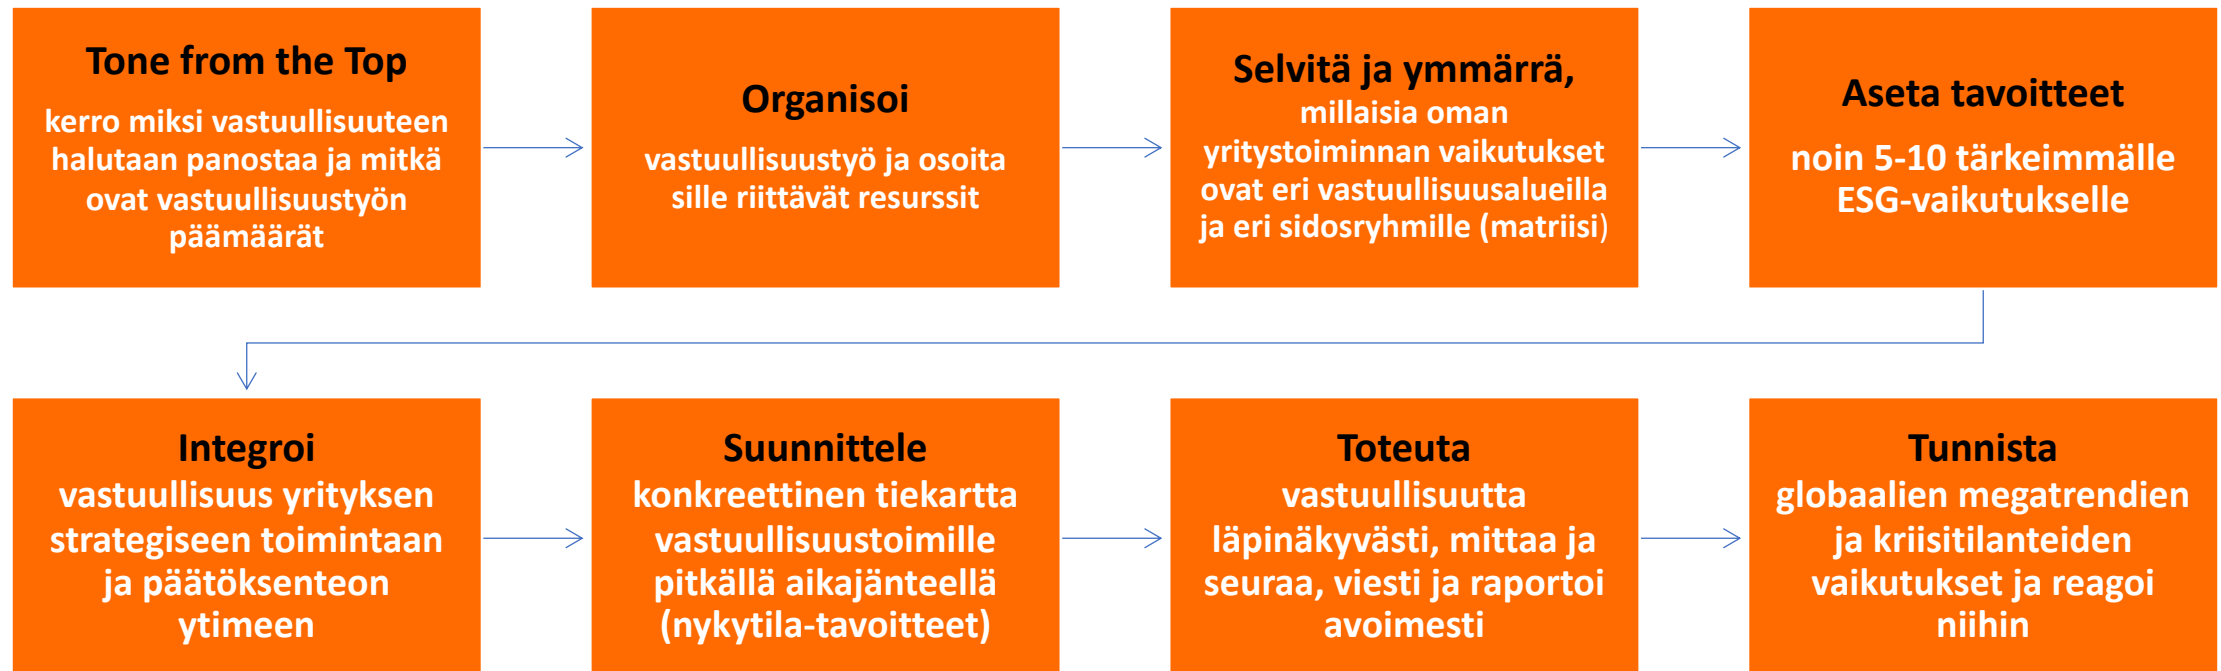 Tone from the Top
kerro miksi vastuullisuuteen
halutaan panostaa ja mitkä
ovat vastuullisuustyön
päämäärät
Organisoi
vastuullisuustyö ja osoita
sille riittävät resurssit
Selvitä ja ymmärrä,
millaisia oman
yritystoiminnan vaikutukset
ovat eri vastuullisuusalueilla
ja eri sidosryhmille (matriisi)
Aseta tavoitteet
noin 5-10 tärkeimmälle
ESG-vaikutukselle
Integroi
vastuullisuus yrityksen
strategiseen toimintaan
ja päätöksenteon
ytimeen
Suunnittele
konkreettinen tiekartta
vastuullisuustoimille
pitkällä aikajänteellä
(nykytila-tavoitteet)
Toteuta
vastuullisuutta
läpinäkyvästi, mittaa ja
seuraa, viesti ja raportoi
avoimesti
Tunnista
globaalien megatrendien
ja kriisitilanteiden
vaikutukset ja reagoi
niihin